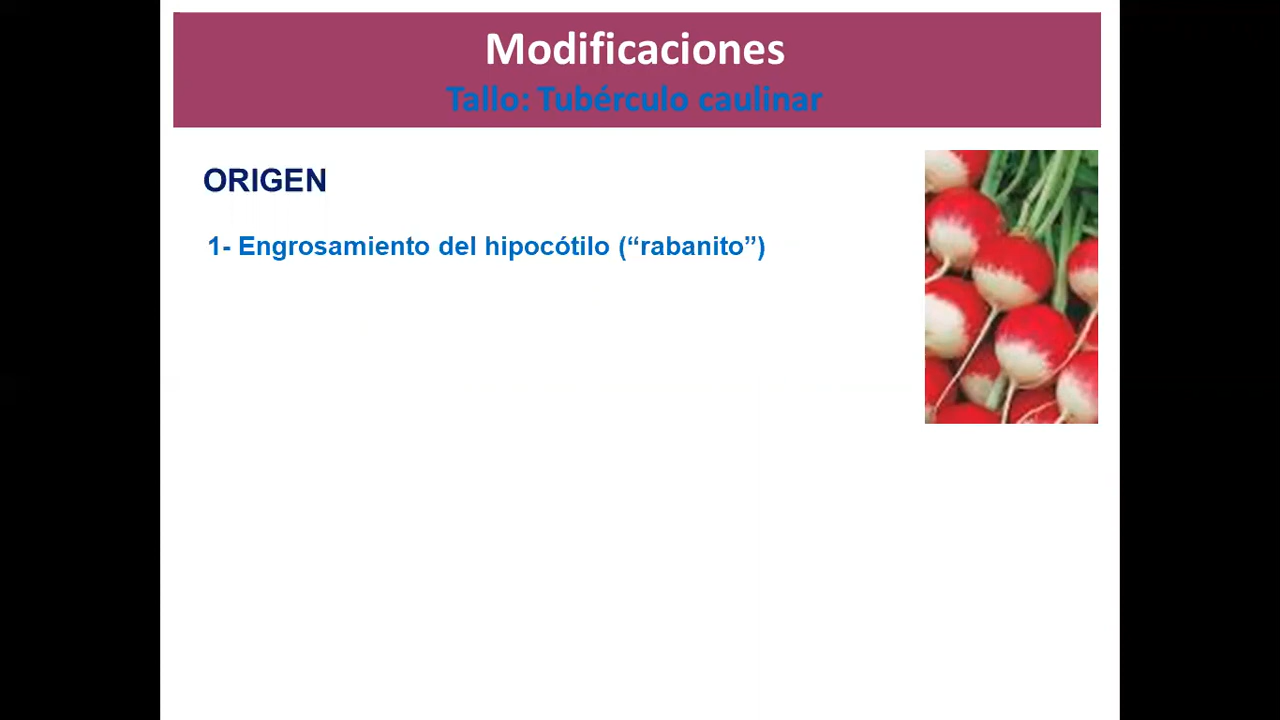 Modificaciones
Tallo: Tubérculo caulinar
ORIGEN
1- Engrosamiento del hipocótilo (“rabanito”)